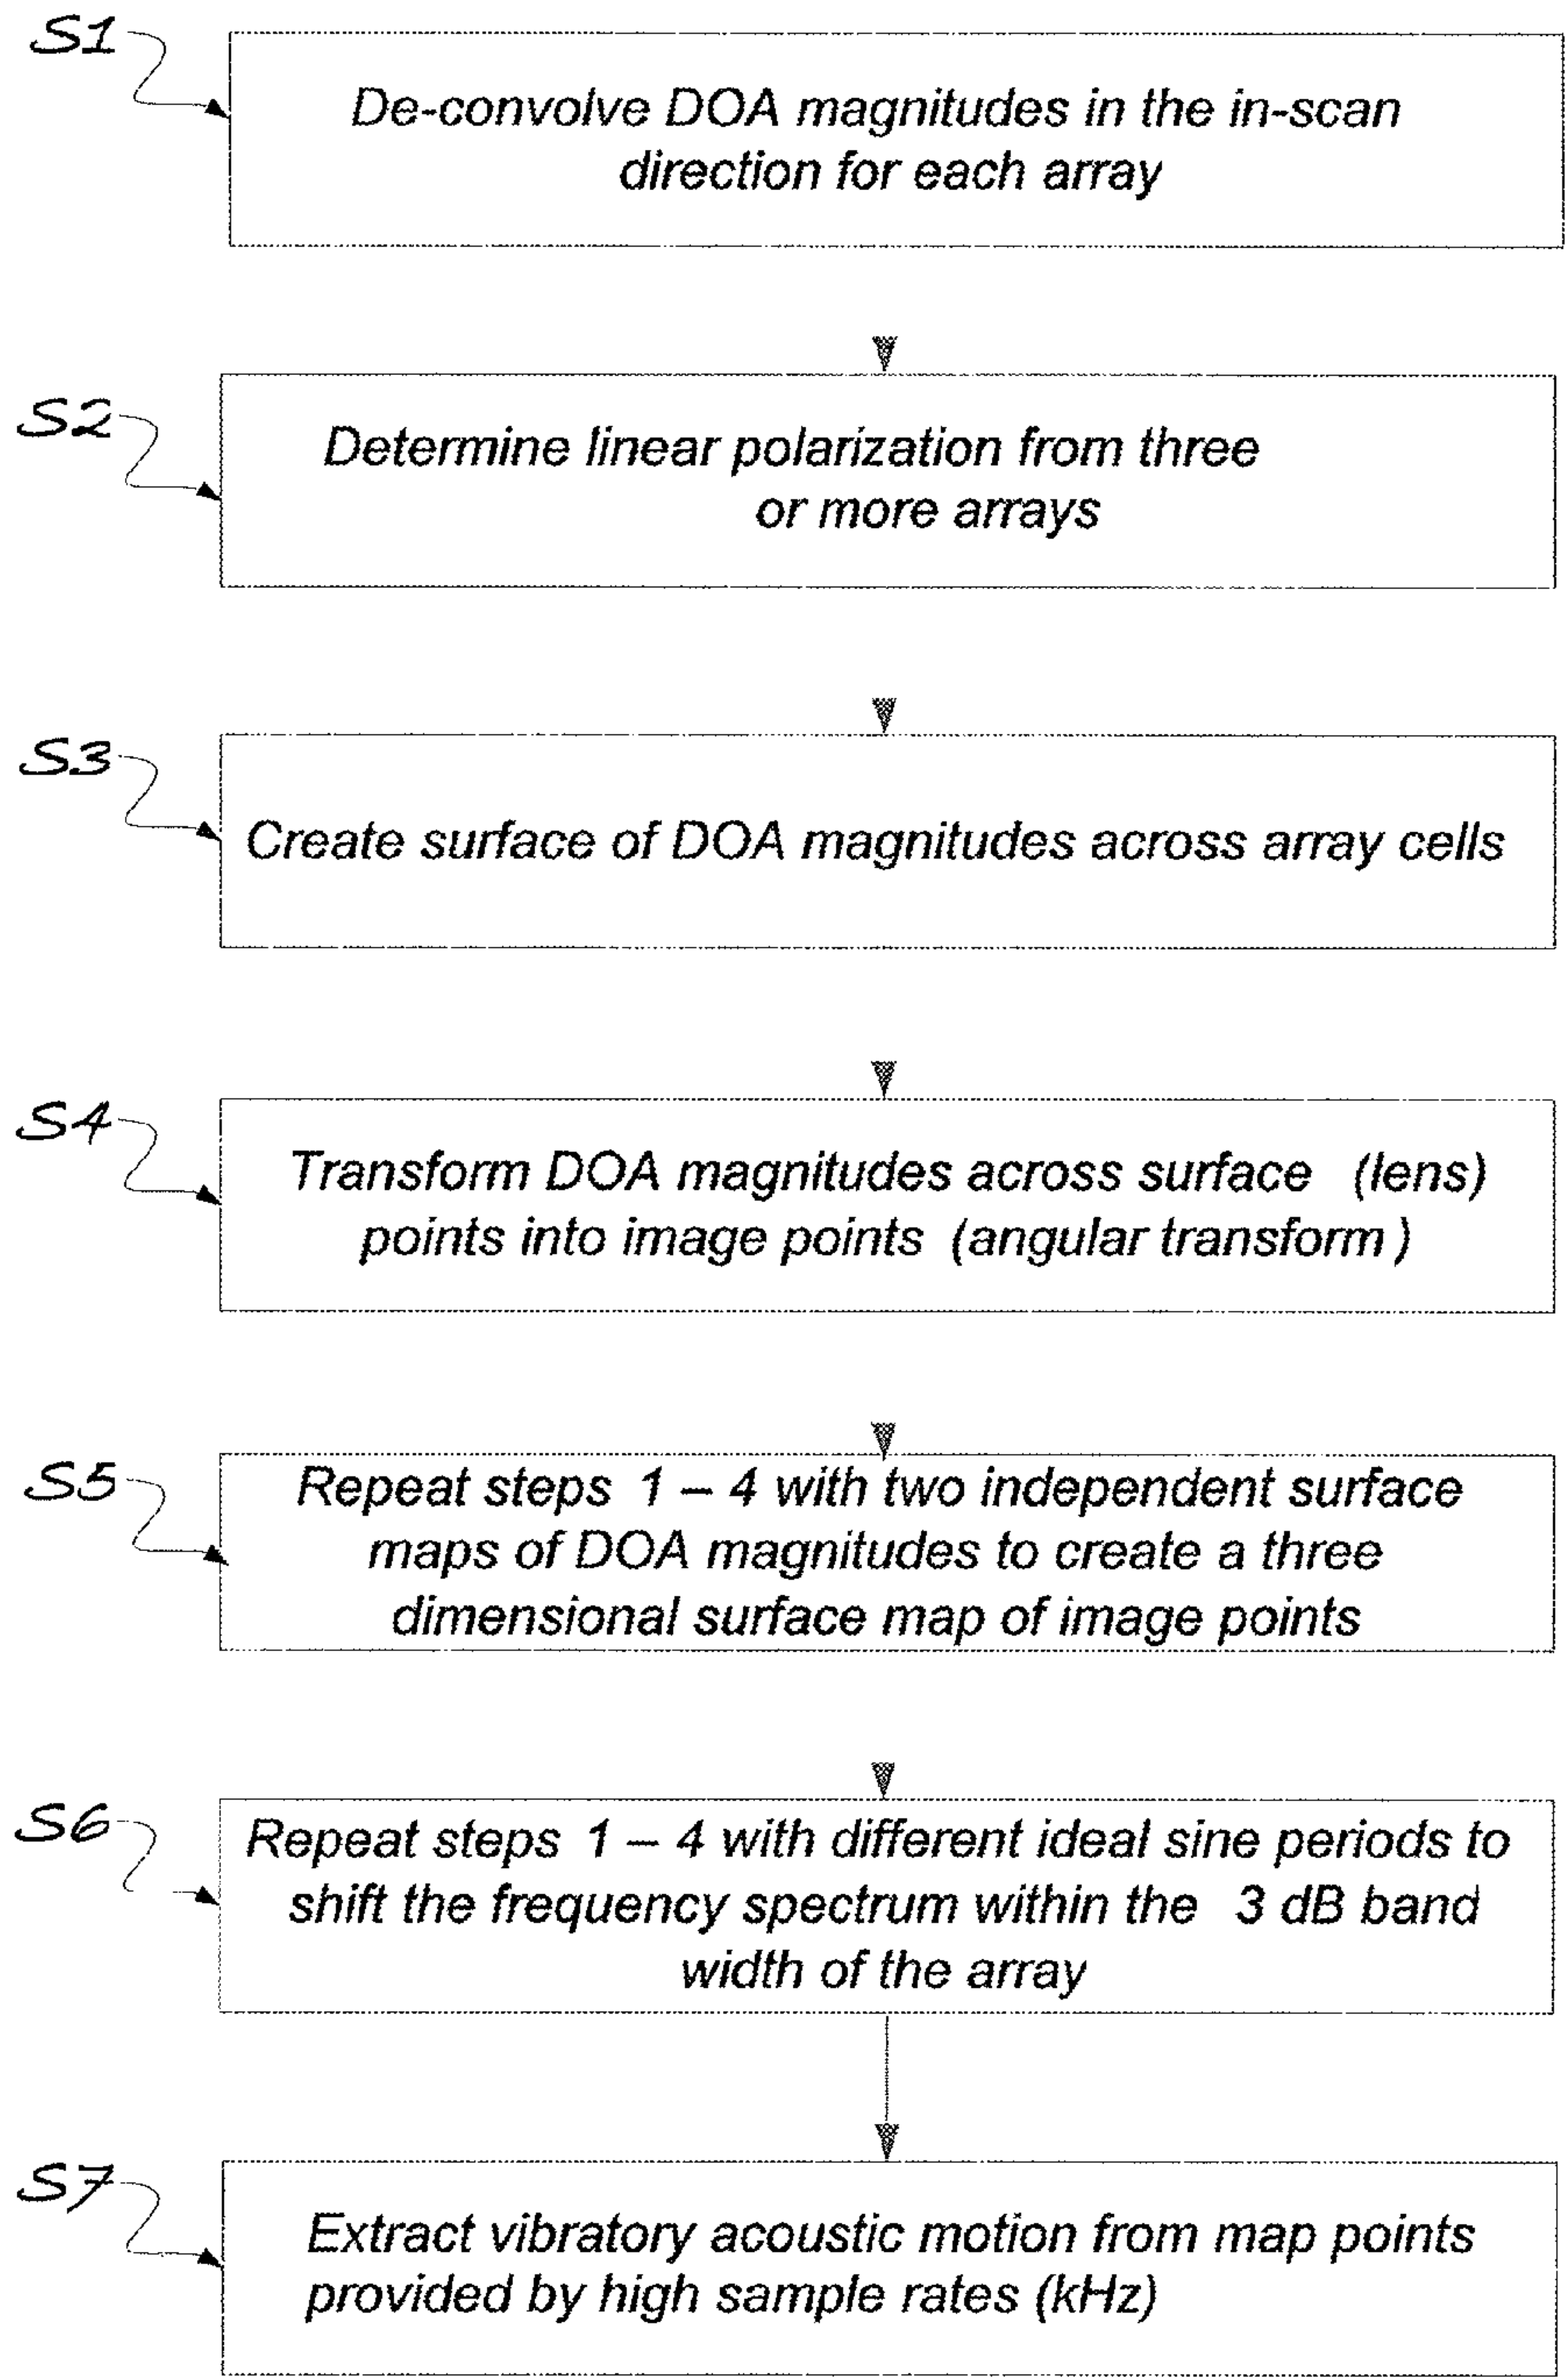 S1
De-convolve DOA magnitudes in the in-scan
direction for each array
S2
Determine linear polarization from three
or more arrays
S3
Create surface of DOA magnitudes across array cells
S4
Transform DOA magnitudes across surface (lens)
points into image points (angular transform)
S5
Repeat steps 1 – 4 with two independent surface
maps of DOA magnitudes to create a three
dimensional surface map of image points
S6
Repeat steps 1 – 4 with different ideal sine periods to
shift the frequency spectrum within the 3 dB band
width of the array
S7
Extract vibratory acoustic motion from map points
provided by high sample rates (kHz)